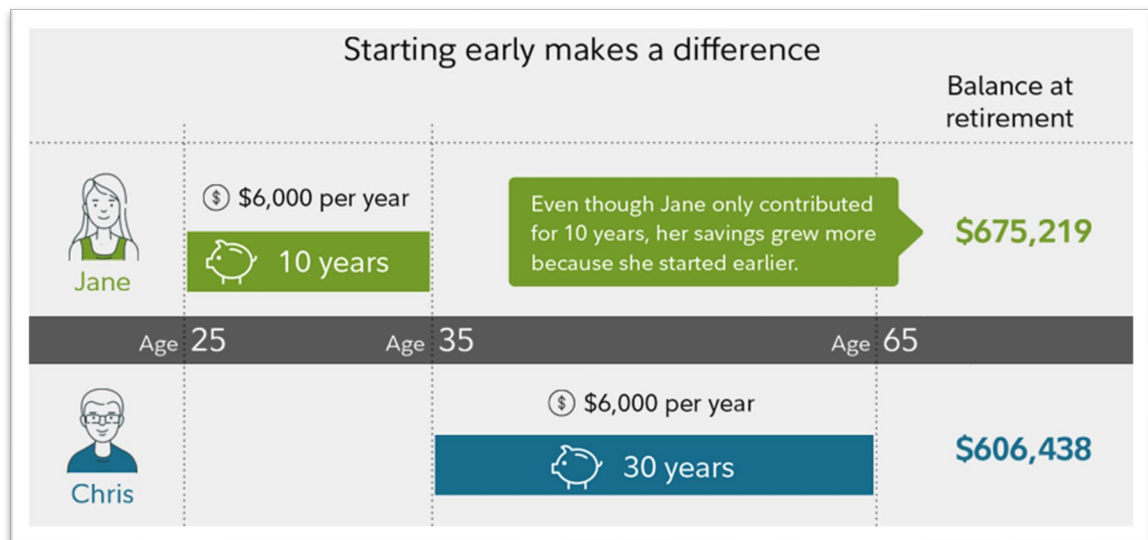 Starting early makes a difference
Balance at
retirement
$ $6,000 per year
10 years
Jane
Even though Jane only contributed
for 10 years, her savings grew more
because she started earlier.
$675,219
Age 25
Age 35
Age 65
$ $6,000 per year
30 years
Chris
$606,438